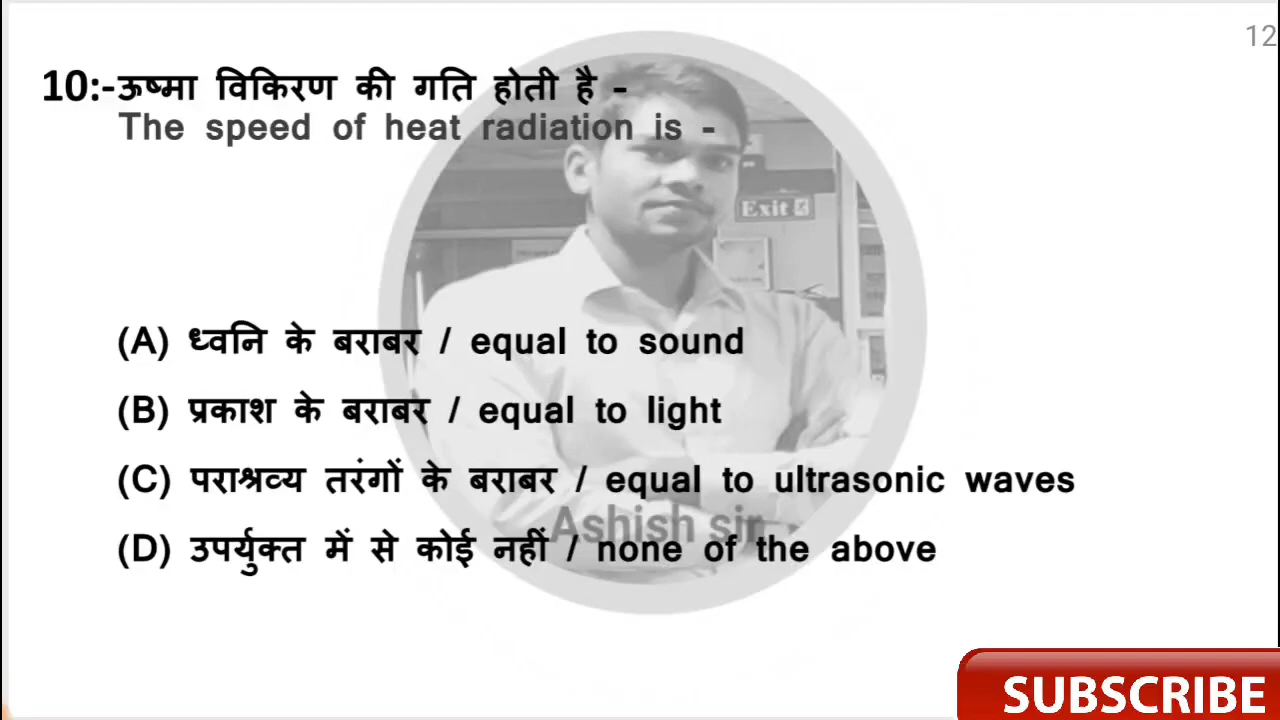 12
10:-ऊष्मा विकिरण की गति होती है -
The speed of heat radiation is -
Exit
(A) ध्वनि के बराबर / equal to sound
(B) प्रकाश के बराबर / equal to light
(C) पराश्रव्य तरंगों के बराबर / equal to ultrasonic waves
Ashish sir
(D) उपर्युक्त में से कोई नहीं / none of the above
SUBSCRIBE